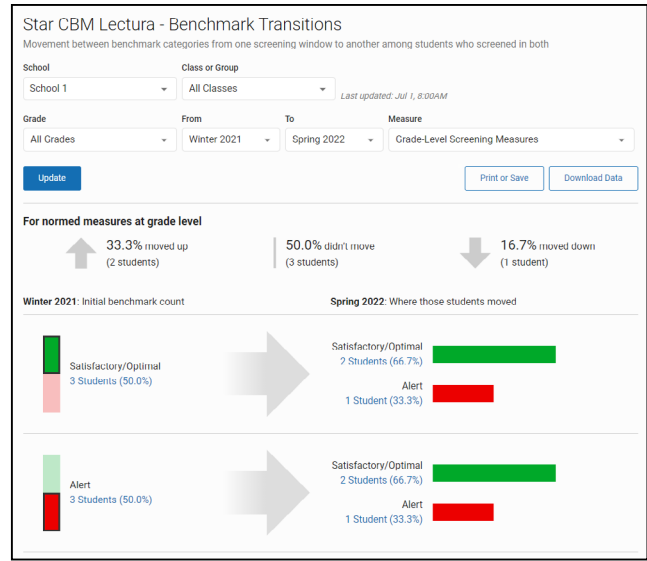 Star CBM Lectura - Benchmark Transitions
Movement between benchmark categories from one screening window to another among students who screened in both
School
Class or Group
School 1
All Classes
Last updated: Jul 1, 8:00AM
Grade
From
To
Measure
All Grades
Winter 2021
Spring 2022
Grade-Level Screening Measures
Update
Print or Save
Download Data
For normed measures at grade level
33.3% moved up
(2 students)
50.0% didn't move
(3 students)
16.7% moved down
(1 student)
Winter 2021: Initial benchmark count
Spring 2022: Where those students moved
Satisfactory/Optimal
3 Students (50.0%)
Satisfactory/Optimal
2 Students (66.7%)
Alert
1 Student (33.3%)
Alert
3 Students (50.0%)
Satisfactory/Optimal
2 Students (66.7%)
Alert
1 Student (33.3%)